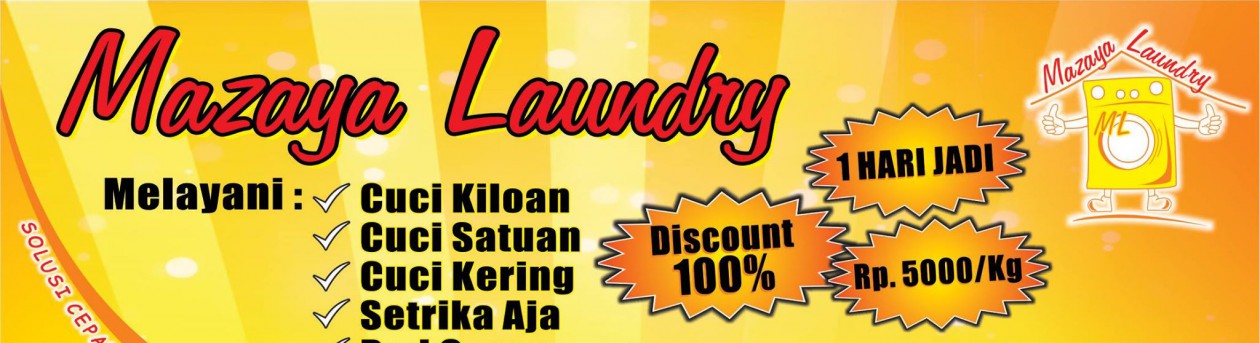 Mazaya Laundry
Mazaya Laundry
ML
1 HARI JADI
Melayani :
Cuci Kiloan
Cuci Satuan
Cuci Kering
Setrika Aja
Discount
100%
Rp. 5000/Kg
SOLUSI